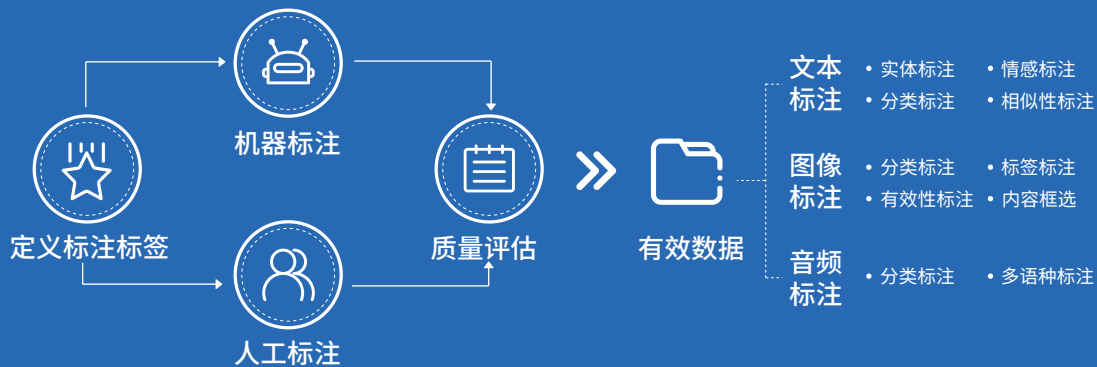 定义标注标签
机器标注
人工标注
质量评估
有效数据
文本
标注
• 实体标注 • 情感标注
• 分类标注 • 相似性标注
图像
标注
• 分类标注 • 标签标注
• 有效性标注 • 内容框选
音频
标注
• 分类标注 • 多语种标注